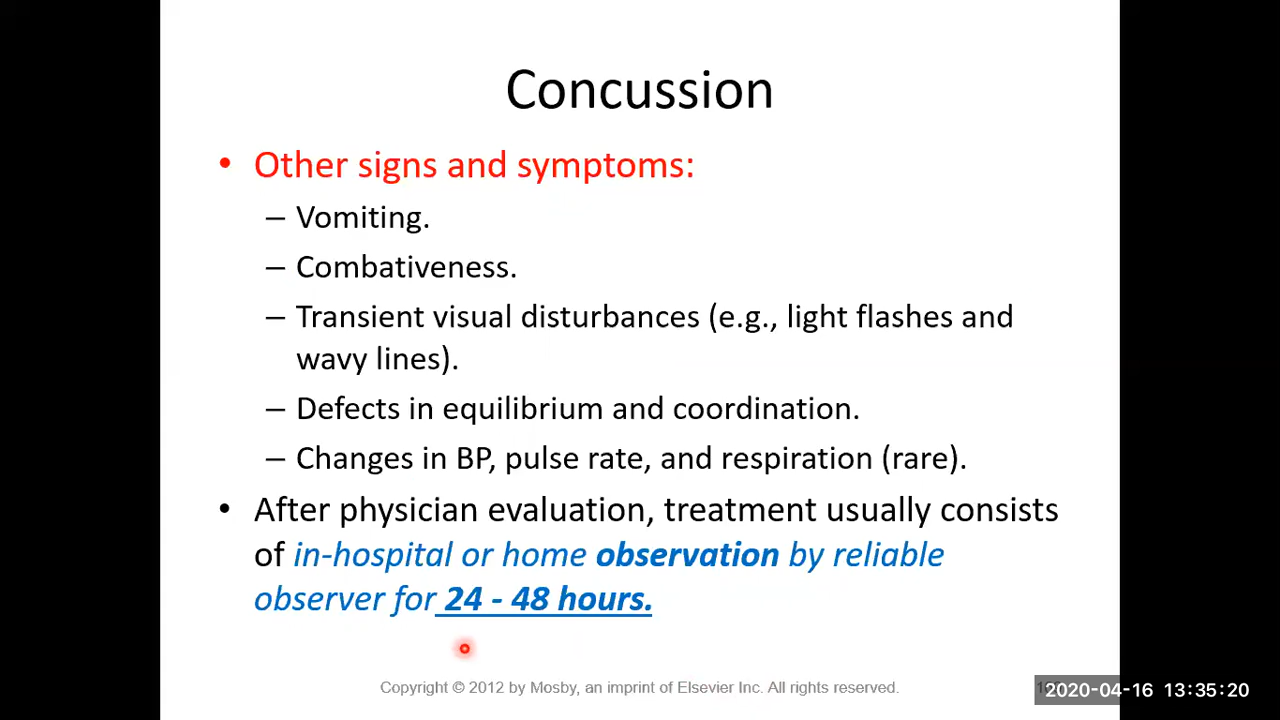 Concussion
• Other signs and symptoms:
– Vomiting.
– Combativeness.
– Transient visual disturbances (e.g., light flashes and
wavy lines).
– Defects in equilibrium and coordination.
– Changes in BP, pulse rate, and respiration (rare).
• After physician evaluation, treatment usually consists
of in-hospital or home observation by reliable
observer for 24 - 48 hours.
Copyright © 2012 by Mosby, an imprint of Elsevier Inc. All rights reserved.
2020-04-16 13:35:20